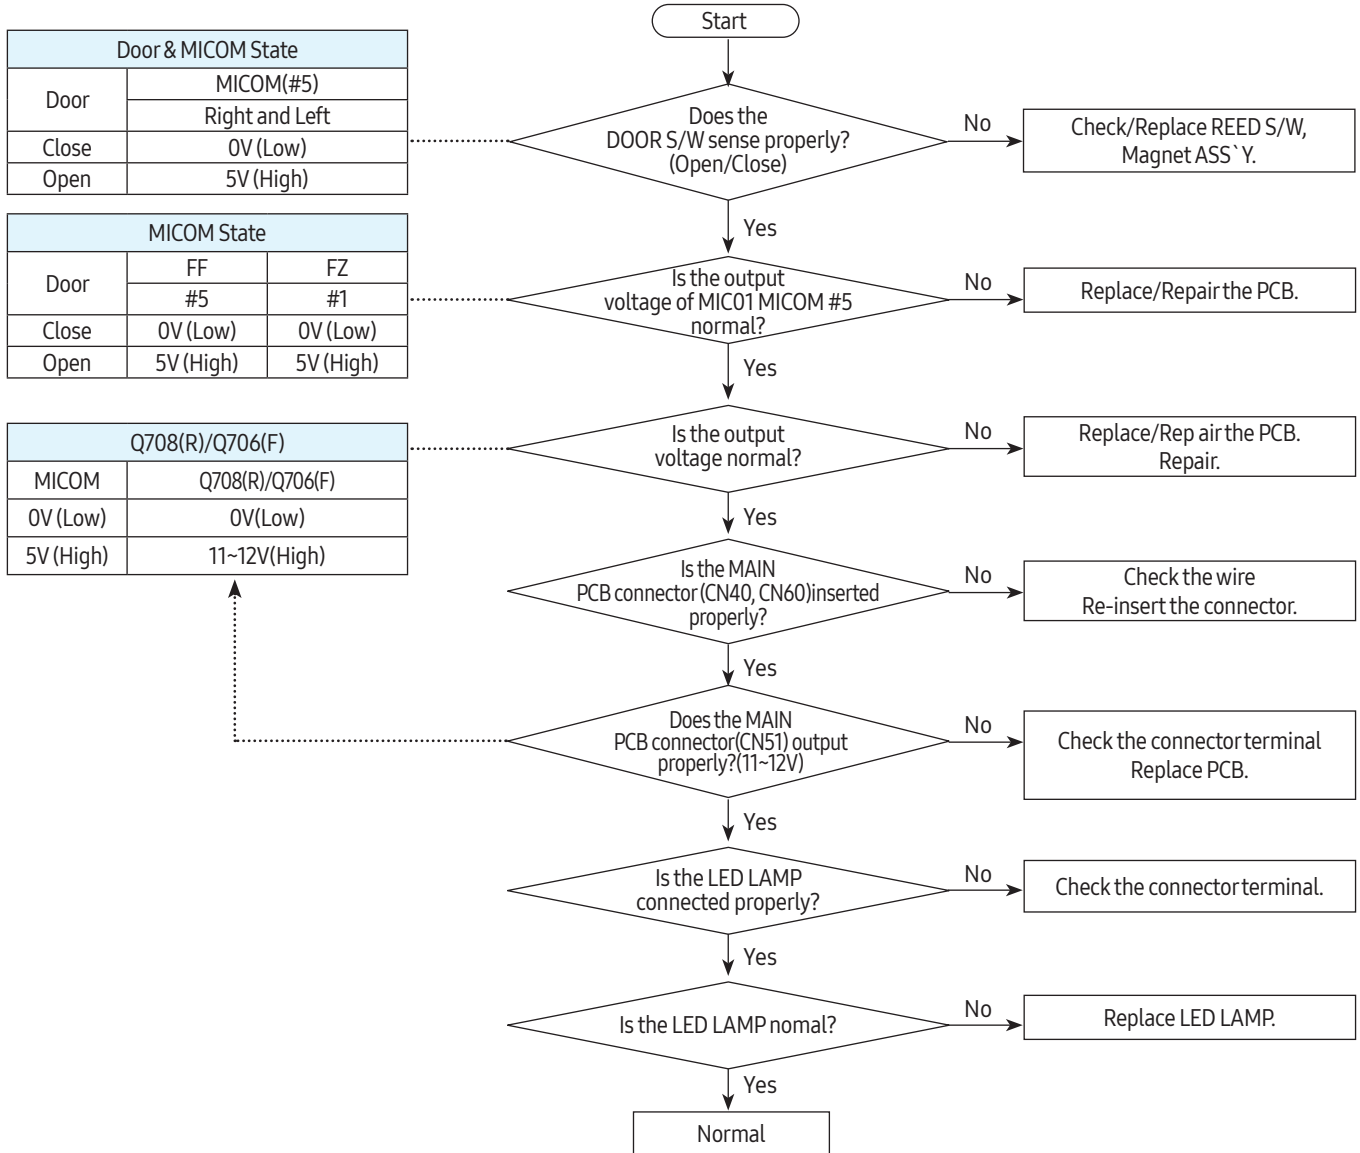 Start
Door & MICOM State
Door
MICOM(#5)
Right and Left
Close
0V (Low)
Open
5V (High)
Does the
DOOR S/W sense properly?
(Open/Close)
No
Check/Replace REED S/W,
Magnet ASS`Y.
Yes
MICOM State
Door
FF
FZ
#5
#1
Close
0V (Low)
0V (Low)
Open
5V (High)
5V (High)
Is the output
voltage of MIC01 MICOM #5
normal?
No
Replace/Repair the PCB.
Yes
Q708(R)/Q706(F)
MICOM
Q708(R)/Q706(F)
0V (Low)
0V(Low)
5V (High)
11~12V(High)
Is the output
voltage normal?
No
Replace/Rep air the PCB.
Repair.
Yes
Is the MAIN
PCB connector (CN40, CN60)inserted
properly?
No
Check the wire
Re-insert the connector.
Yes
Does the MAIN
PCB connector(CN51) output
properly?(11~12V)
No
Check the connector terminal
Replace PCB.
Yes
Is the LED LAMP
connected properly?
No
Check the connector terminal.
Yes
Is the LED LAMP nomal?
No
Replace LED LAMP.
Yes
Normal